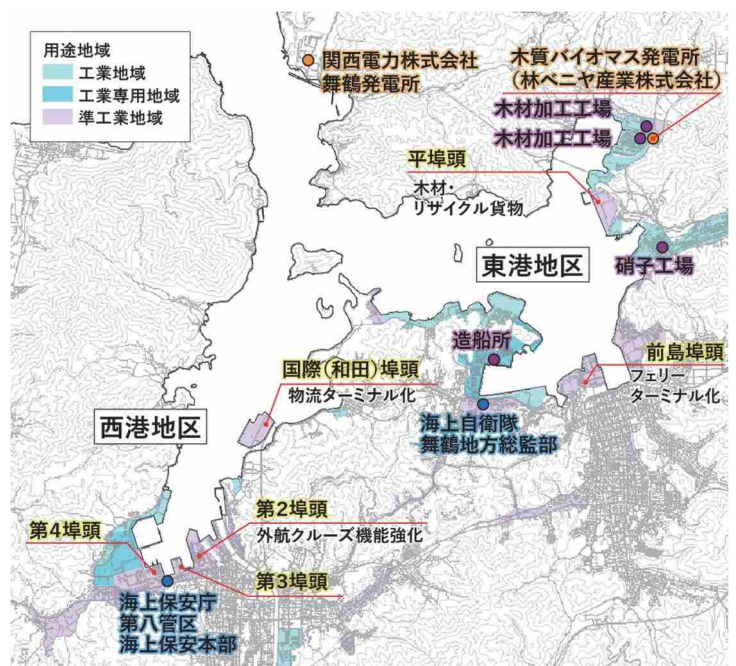 用途地域
工業地域
工業専用地域
準工業地域
関西電力株式会社
舞鶴発電所
木質バイオマス発電所
(林ベニヤ産業株式会社)
木材加工工場
木材加工工場
平埠頭
木材・
リサイクル貨物
東港地区
硝子工場
造船所
前島埠頭
フェリー
ターミナル化
国際(和田)埠頭
物流ターミナル化
海上自衛隊
舞鶴地方総監部
西港地区
第4埠頭
第2埠頭
外航クルーズ機能強化
第3埠頭
海上保安庁
第八管区
海上保安本部